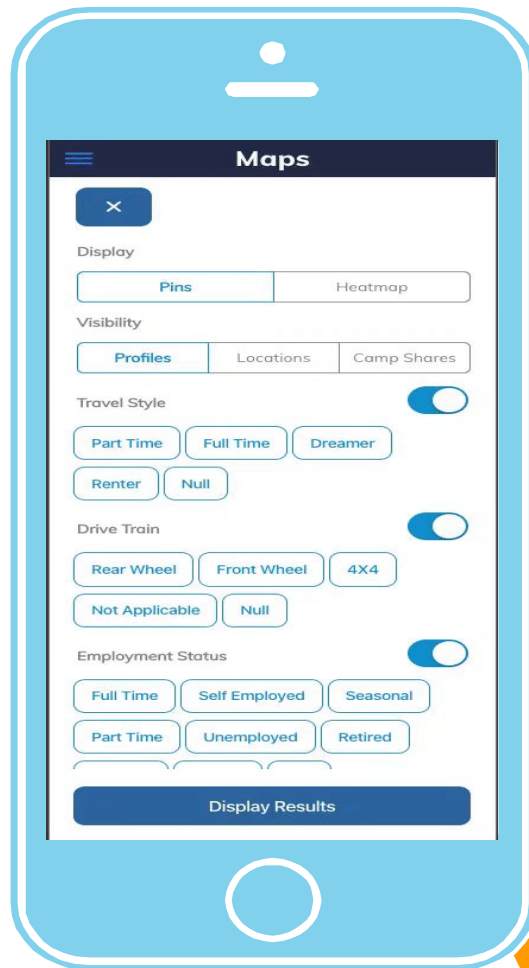 Maps
×
Display
Pins Heatmap
Visibility
Profiles Locations Camp Shares
Travel Style
Part Time Full Time Dreamer
Renter Null
Drive Train
Rear Wheel Front Wheel 4X4
Not Applicable Null
Employment Status
Full Time Self Employed Seasonal
Part Time Unemployed Retired
Display Results